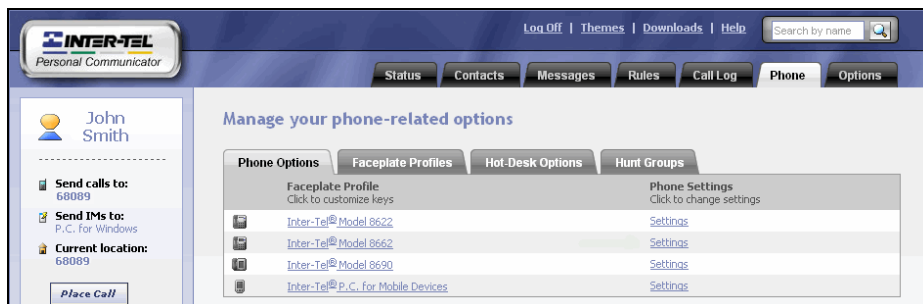 INTER-TEL®
Personal Communicator
Log Off | Themes | Downloads | Help
Search by name
Status Contacts Messages Rules Call Log Phone Options
John
Smith
Send calls to:
68089
Send IMs to:
P.C. for Windows
Current location:
68089
Place Call
Manage your phone-related options
Phone Options Faceplate Profiles Hot-Desk Options Hunt Groups
Faceplate Profile Phone Settings
Click to customize keys Click to change settings
Inter-Tel® Model 8622 Settings
Inter-Tel® Model 8662 Settings
Inter-Tel® Model 8690 Settings
Inter-Tel® P.C. for Mobile Devices Settings